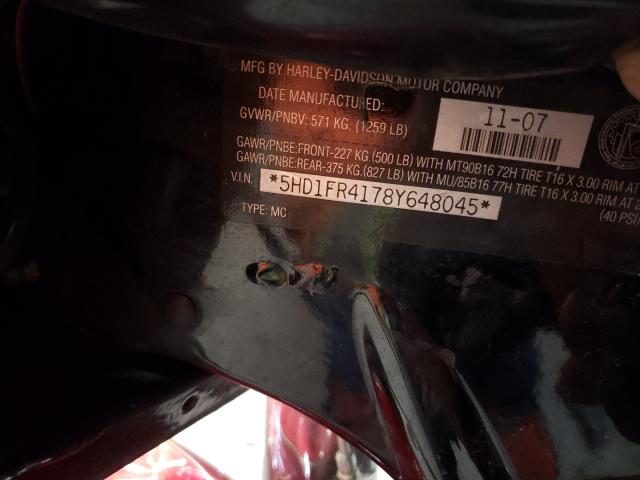 MFG BY HARLEY-DAVIDSON MOTOR COMPANY
DATE MANUFACTURED: 11-07
GVWR/PNBV: 571 KG. (1259 LB)
GAWR/PNBE:FRONT-227 KG.(500 LB) WITH MT90B16 72H TIRE T16 X 3.00 RIM AT
GAWR/PNBE:REAR-375 KG.(827 LB) WITH MU/85B16 77H TIRE T16 X 3.00 RIM AT 2
(40 PSI/
V.I.N. *5HD1FR4178Y648045*
TYPE: MC